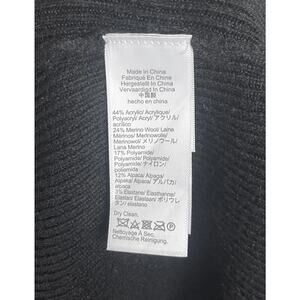 Made In China
Fabriqué En China
Hergestellt In China
Vervaardigd In China
中国製
hecho en china
44% Acrylic/Acrylique/
Polyacryl/Acryl/アクリル/
acrílico
24% Merino Wool/Laine
Mérinos/Merinowolle/
Merinowol/メリノウール/
Lana Merino
17% Polyamide/
Polyamide/Polyamid/
Polyamide/ナイロン/
poliamida
12% Alpaca/Alpaga/
Alpaka/Alpaca/アルパカ/
alpaca
3% Elastane/Élasthanne/
Elastan/Elastaan/ポリウレ
タン/elastano
Dry Clean.
Nettoyage À Sec.
Chemische Reinigung.